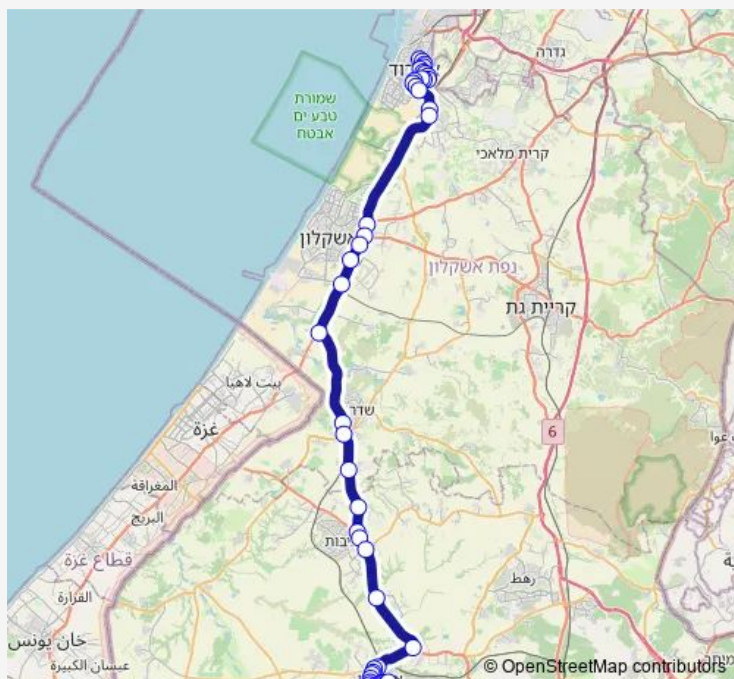 גדרה
שמורת
טבע ים
אבטח
קרית מלאכי
אשקלון
נפת אשקלון
קריית גת
بيت لاهيا
שדר
غزة
6
المغراقة
البريج
قطاع غزة
רהט
القرارة
خان يونس
عبسان الكبيرة
© OpenStreetMap contributors